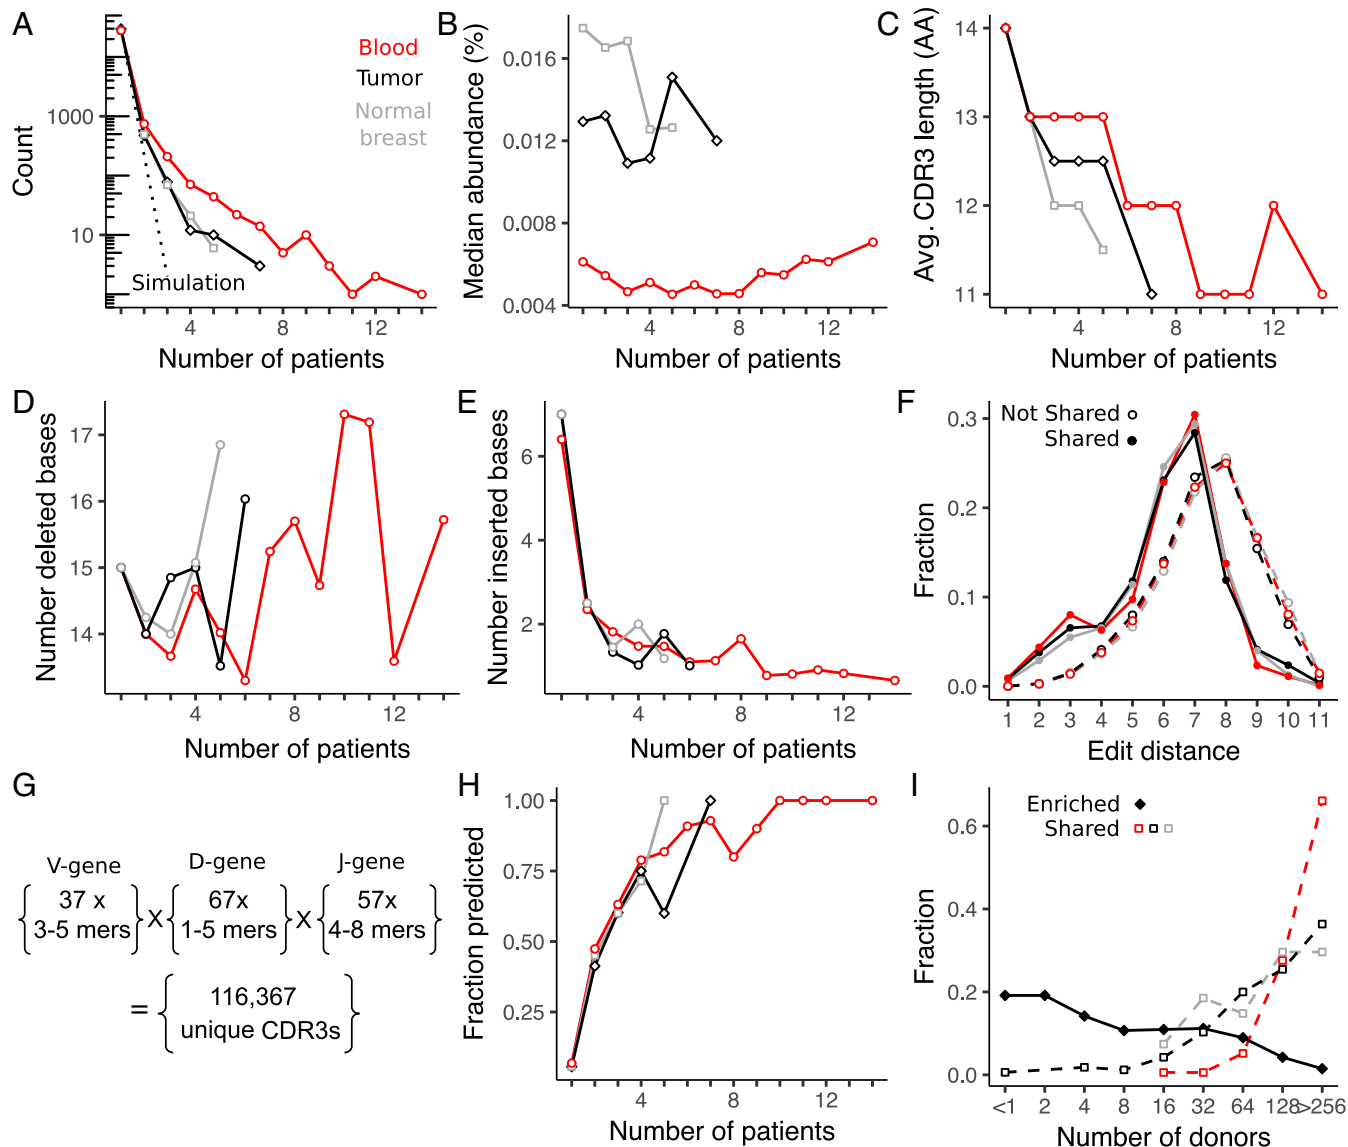 A
Count
1000
10
Blood
Tumor
Normal
breast
Simulation
4
8
12
Number of patients
B
Median abundance (%)
0.016
0.012
0.008
0.004
4
8
12
Number of patients
C
Avg. CDR3 length (AA)
14
13
12
11
4
8
12
Number of patients
D
Number deleted bases
17
16
15
14
4
8
12
Number of patients
E
Number inserted bases
6
4
2
4
8
12
Number of patients
F
Not Shared
Shared
Fraction
0.3
0.2
0.1
0.0
1 2 3 4 5 6 7 8 9 10 11
Edit distance
G
V-gene D-gene J-gene
{37 x 3-5 mers} X {67x 1-5 mers} X {57x 4-8 mers}
= {116,367 unique CDR3s}
H
Fraction predicted
1.00
0.75
0.50
0.25
4
8
12
Number of patients
I
Enriched
Shared
Fraction
0.6
0.4
0.2
0.0
<1 2 4 8 16 32 64 128 >256
Number of donors